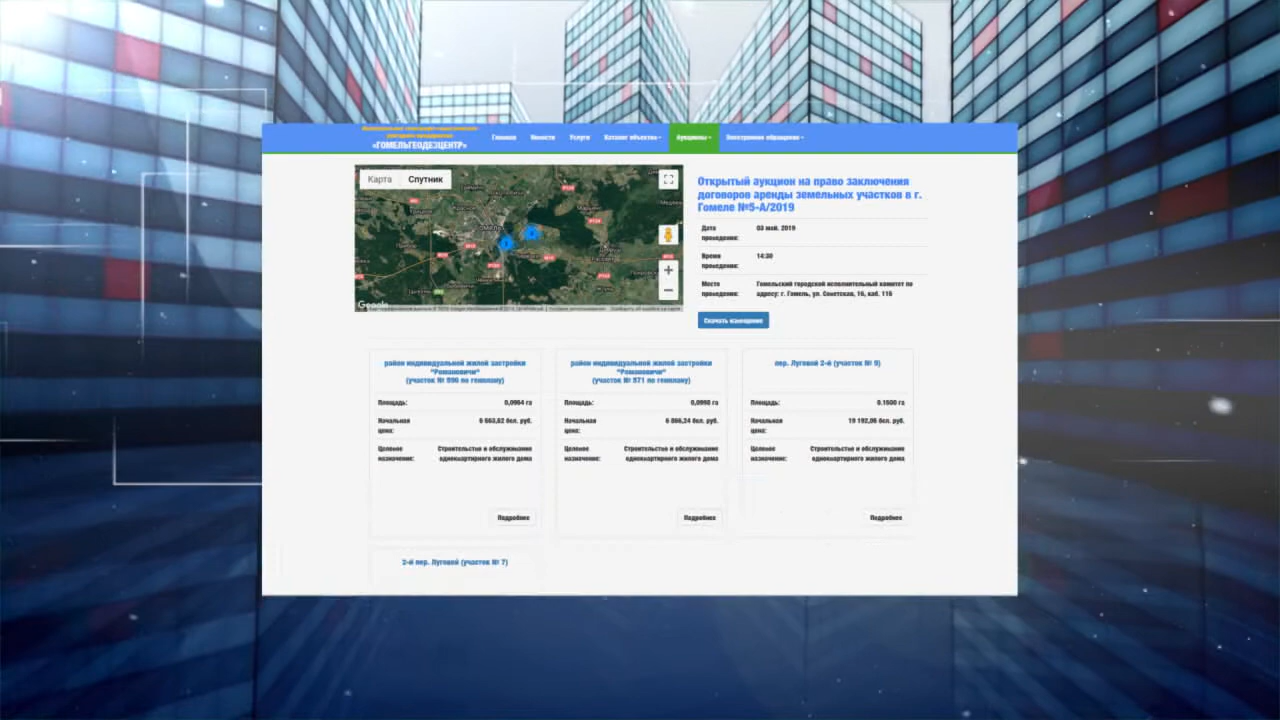 «ГОМЕЛЬГЕОДЕЗЦЕНТР»
Главная Новости Услуги Каталог объектов Аукционы Электронное обращение
Карта Спутник
Google
Открытый аукцион на право заключения
договоров аренды земельных участков в г.
Гомеле №5-А/2019
Дата
проведения:
03 май. 2019
Время
проведения:
14:30
Место
проведения:
Гомельский городской исполнительный комитет по
адресу: г. Гомель, ул. Советская, 16, каб. 116
Скачать извещение
район индивидуальной жилой застройки
"Романовичи"
(участок № 590 по генплану)
Площадь: 0,0984 га
Начальная
цена:
6 663,62 бел. руб.
Целевое
назначение:
Строительство и обслуживание
одноквартирного жилого дома
Подробнее
район индивидуальной жилой застройки
"Романовичи"
(участок № 571 по генплану)
Площадь: 0,0998 га
Начальная
цена:
6 866,24 бел. руб.
Целевое
назначение:
Строительство и обслуживание
одноквартирного жилого дома
Подробнее
пер. Луговой 2-й (участок № 9)
Площадь: 0.1500 га
Начальная
цена:
19 192,06 бел. руб.
Целевое
назначение:
Строительство и обслуживание
одноквартирного жилого дома
Подробнее
2-й пер. Луговой (участок № 7)